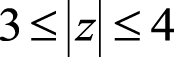 3 ≤ |z| ≤ 4